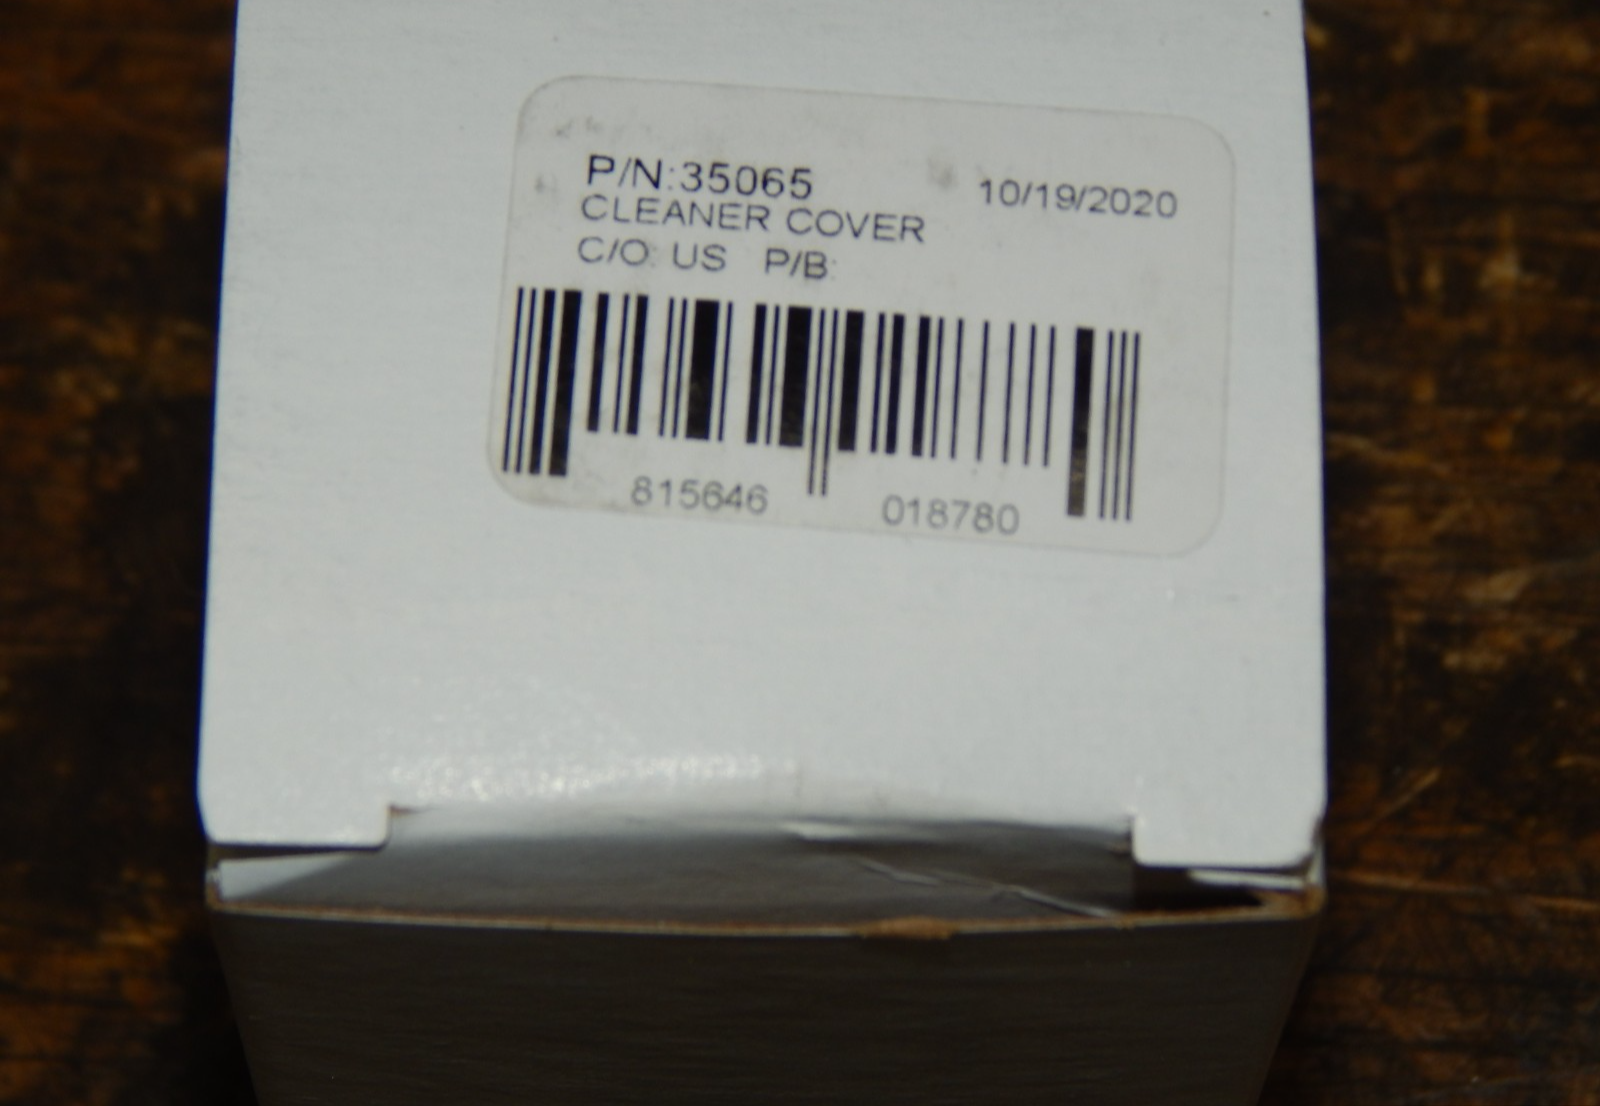 P/N:35065 10/19/2020
CLEANER COVER
C/O: US P/B:
815646 018780